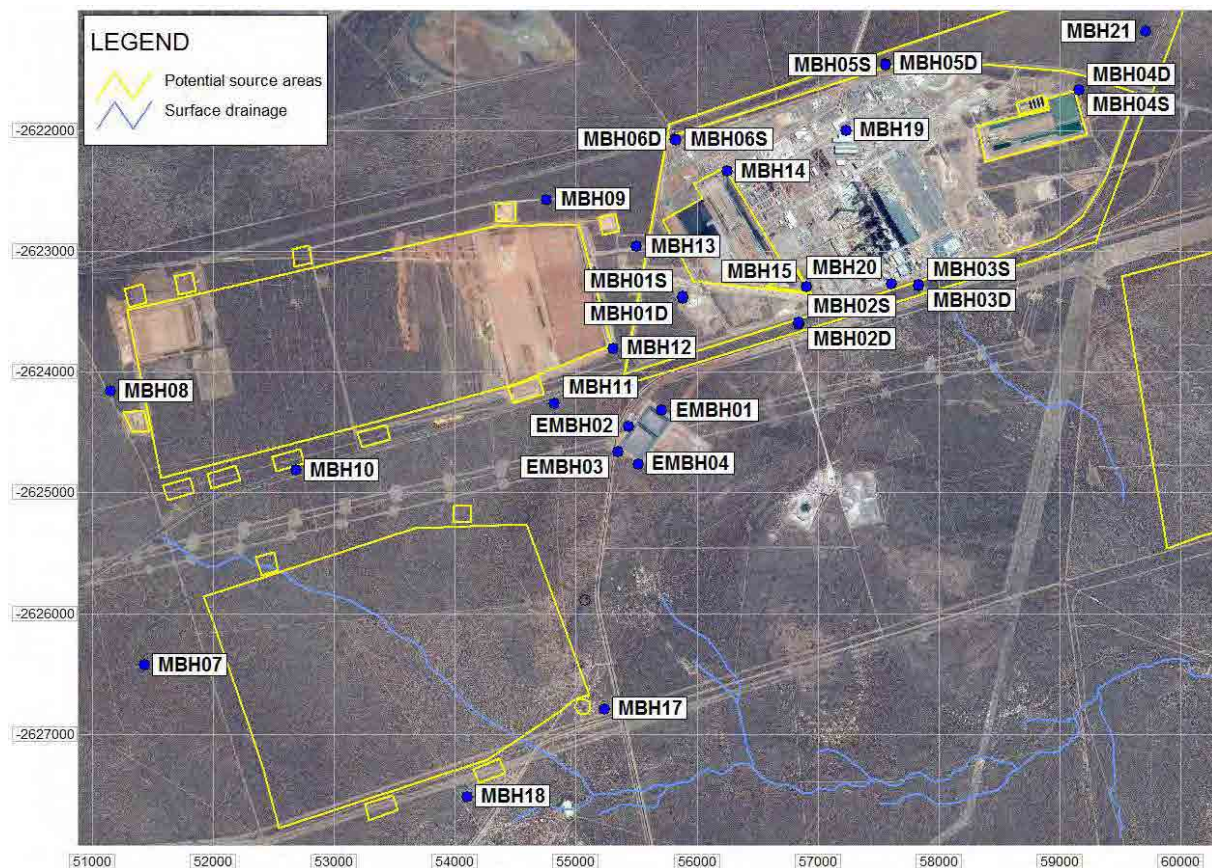 LEGEND
Potential source areas
Surface drainage
MBH21
MBH05S
MBH05D
MBH04D
MBH04S
-2622000
MBH06D
MBH06S
MBH19
MBH14
MBH09
-2623000
MBH13
MBH01S
MBH01D
MBH15
MBH20
MBH03S
MBH03D
MBH02S
MBH02D
MBH12
-2624000
MBH08
MBH11
EMBH01
EMBH02
EMBH03
EMBH04
MBH10
-2625000
-2626000
MBH07
MBH17
-2627000
MBH18
51000
52000
53000
54000
55000
56000
57000
58000
59000
60000